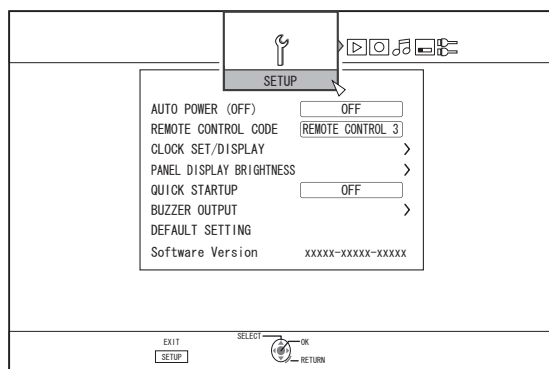 SETUP
AUTO POWER (OFF) OFF
REMOTE CONTROL CODE REMOTE CONTROL 3
CLOCK SET/DISPLAY
PANEL DISPLAY BRIGHTNESS
QUICK STARTUP OFF
BUZZER OUTPUT
DEFAULT SETTING
Software Version xxxxx-xxxxx-xxxxx
EXIT
SETUP
SELECT
OK
RETURN